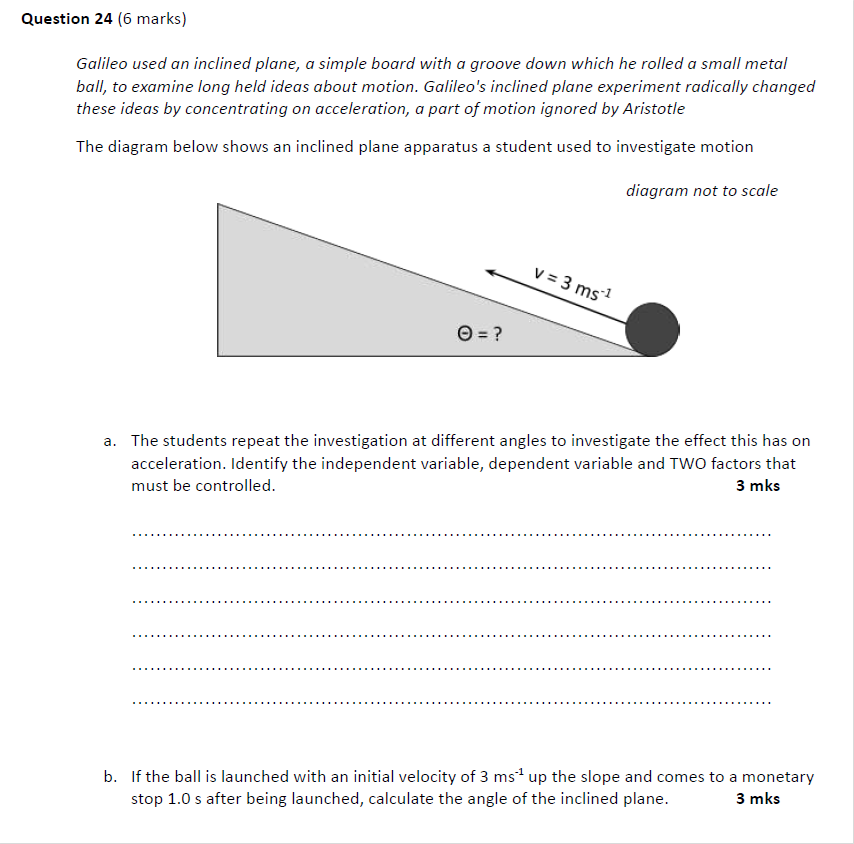 Question 24 (6 marks)
Galileo used an inclined plane, a simple board with a groove down which he rolled a small metal
ball, to examine long held ideas about motion. Galileo's inclined plane experiment radically changed
these ideas by concentrating on acceleration, a part of motion ignored by Aristotle
The diagram below shows an inclined plane apparatus a student used to investigate motion
diagram not to scale
v = 3 ms⁻¹
Θ = ?
a. The students repeat the investigation at different angles to investigate the effect this has on
acceleration. Identify the independent variable, dependent variable and TWO factors that
must be controlled. 3 mks
b. If the ball is launched with an initial velocity of 3 ms⁻¹ up the slope and comes to a monetary
stop 1.0 s after being launched, calculate the angle of the inclined plane. 3 mks